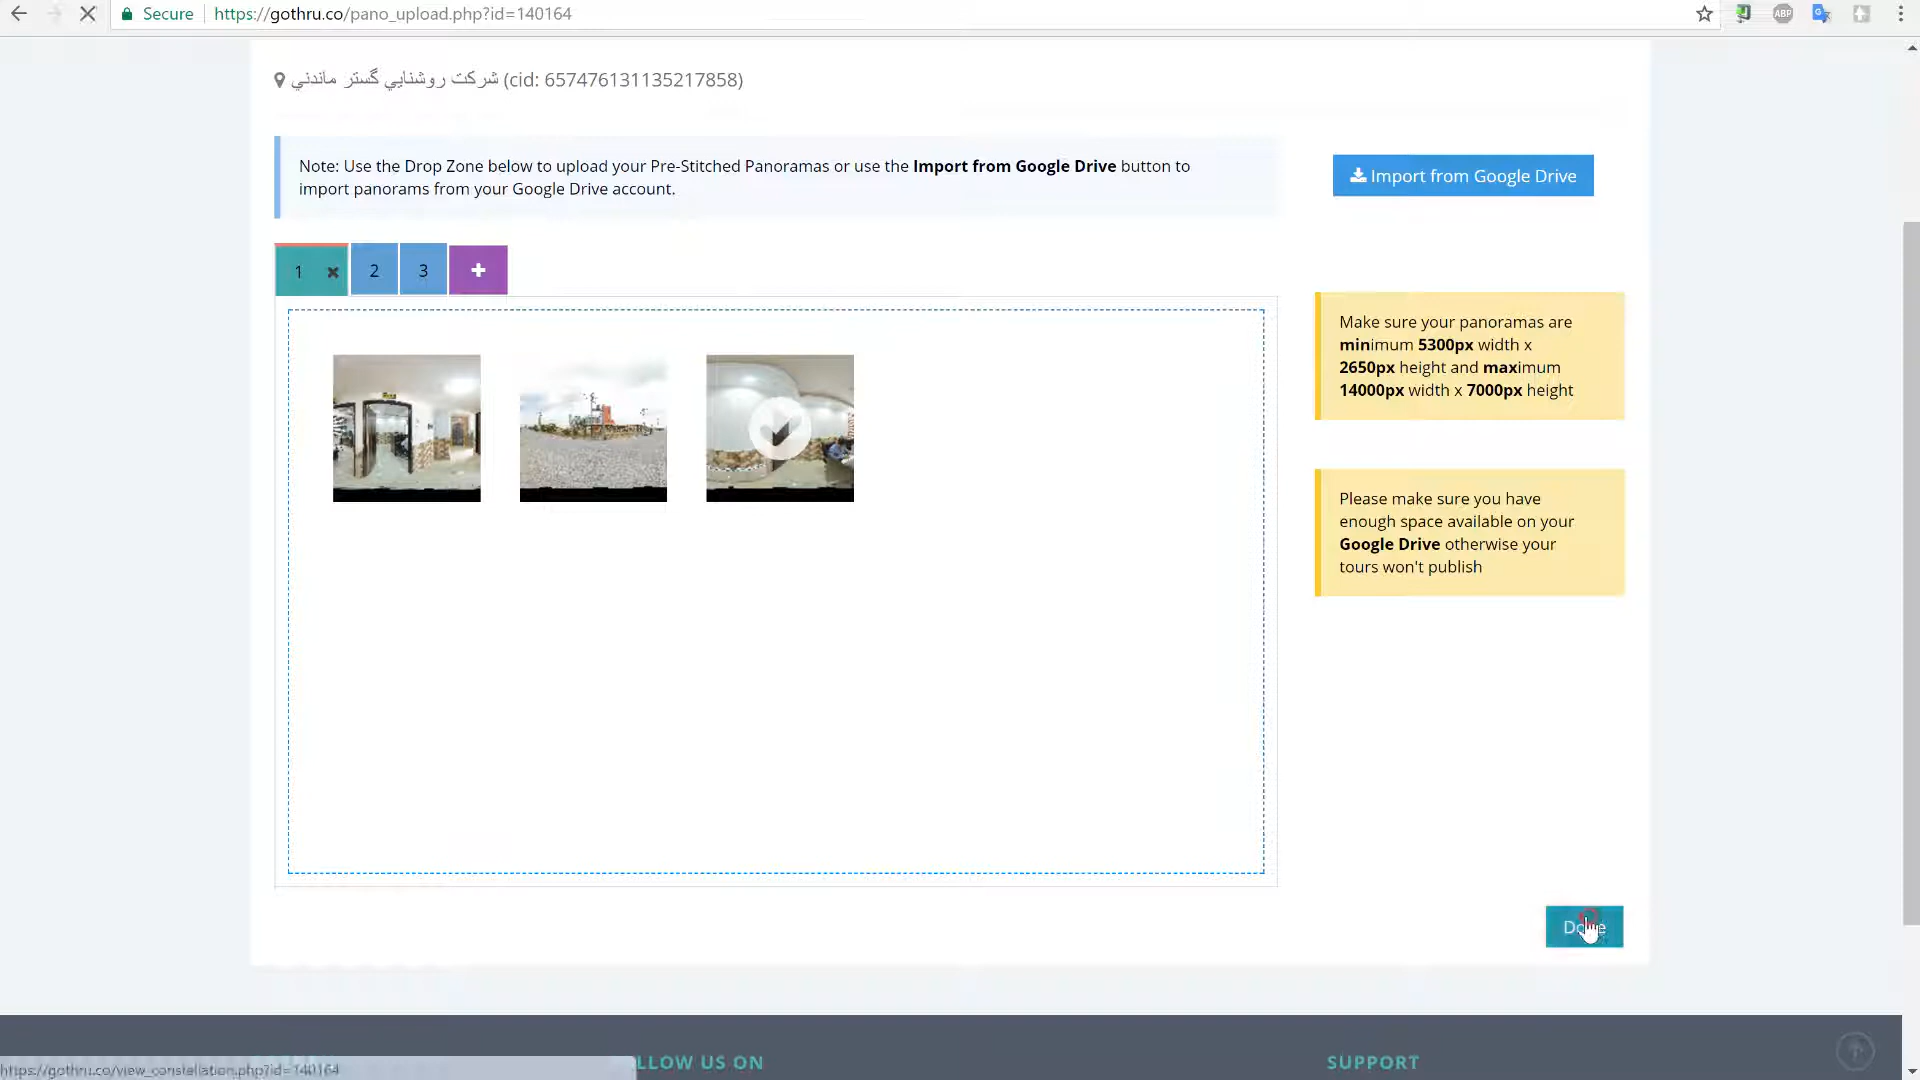 Secure https://gothru.co/pano_upload.php?id=140164
شرکت روشنايي گستر ماندني (cid: 657476131135217858)
Note: Use the Drop Zone below to upload your Pre-Stitched Panoramas or use the Import from Google Drive button to
import panorams from your Google Drive account.
Import from Google Drive
1 2 3
Make sure your panoramas are
minimum 5300px width x
2650px height and maximum
14000px width x 7000px height
Please make sure you have
enough space available on your
Google Drive otherwise your
tours won't publish
Done
LLOW US ON
SUPPORT
https://gothru.co/view_constellation.php?id=140164
ABP